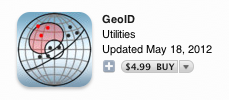 GeoID
Utilities
Updated May 18, 2012
$4.99 BUY